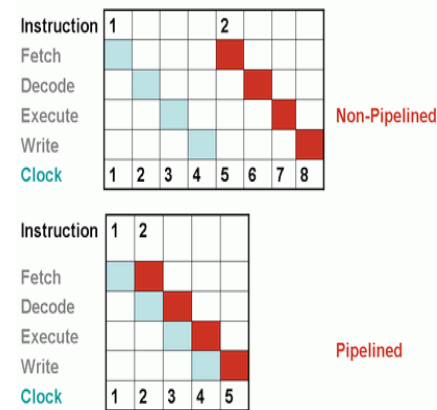 Instruction 1 2
Fetch
Decode
Execute
Non-Pipelined
Write
Clock 1 2 3 4 5 6 7 8
Instruction 1 2
Fetch
Decode
Execute
Pipelined
Write
Clock 1 2 3 4 5